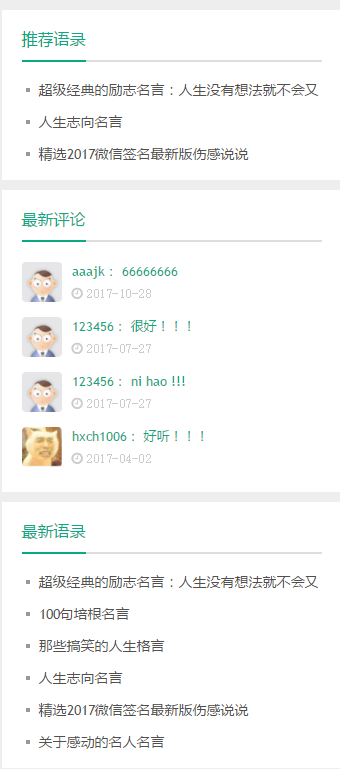 推荐语录
超级经典的励志名言：人生没有想法就不会又
人生志向名言
精选2017微信签名最新版伤感说说
最新评论
aaajk： 66666666
2017-10-28
123456： 很好！！！
2017-07-27
123456： ni hao !!!
2017-07-27
hxch1006： 好听！！！
2017-04-02
最新语录
超级经典的励志名言：人生没有想法就不会又
100句培根名言
那些搞笑的人生格言
人生志向名言
精选2017微信签名最新版伤感说说
关于感动的名人名言